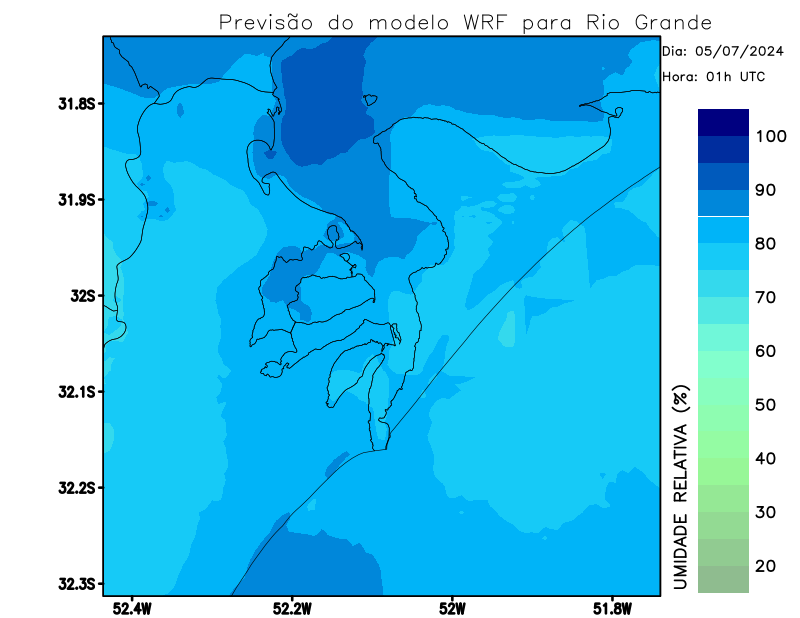 Previsão do modelo WRF para Rio Grande
Dia: 05/07/2024
Hora: 01h UTC
31.8S
31.9S
32S
32.1S
32.2S
32.3S
52.4W
52.2W
52W
51.8W
100
90
80
70
60
50
40
30
20
UMIDADE RELATIVA (%)